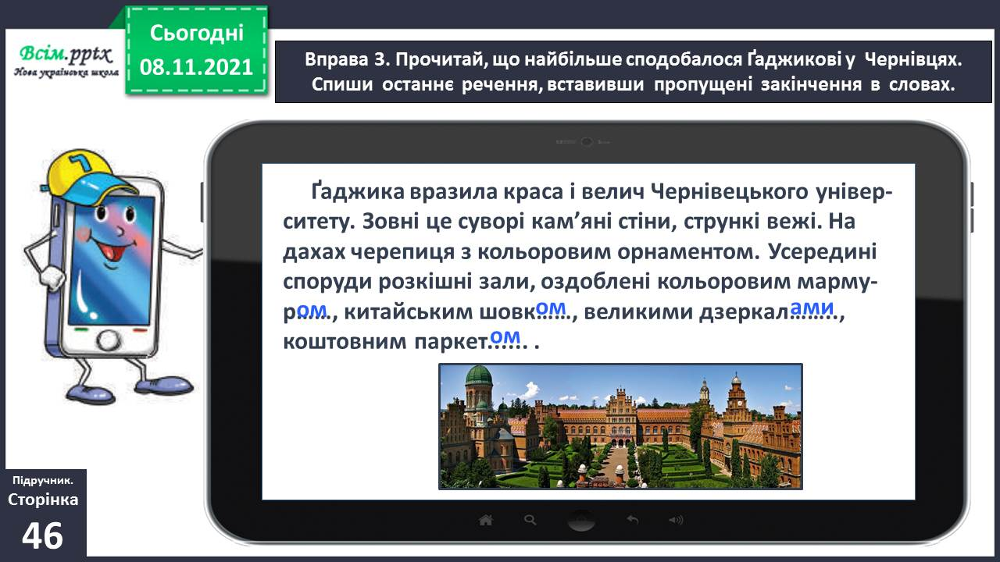 Всім.pptx
Нова українська школа
Сьогодні
08.11.2021
Вправа 3. Прочитай, що найбільше сподобалося Ґаджикові у Чернівцях.
Спиши останнє речення, вставивши пропущені закінчення в словах.
Ґаджика вразила краса і велич Чернівецького універ-
ситету. Зовні це суворі кам’яні стіни, стрункі вежі. На
дахах черепиця з кольоровим орнаментом. Усередині
споруди розкішні зали, оздоблені кольоровим марму-
р...ом..., китайським шовк...ом..., великими дзеркал...ами...,
коштовним паркет...ом... .
Підручник.
Сторінка
46